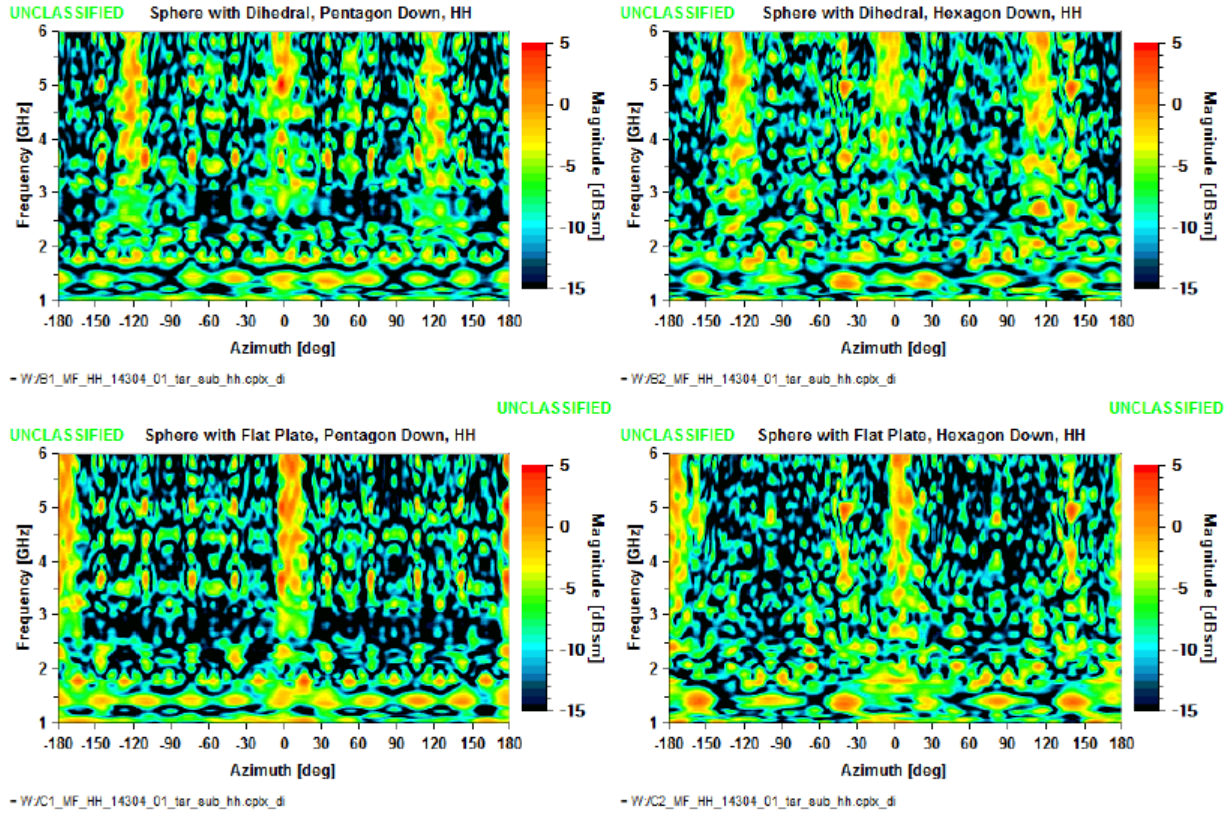 UNCLASSIFIED Sphere with Dihedral, Pentagon Down, HH
6
5
4
3
2
1
Frequency [GHz]
-180 -150 -120 -90 -60 -30 0 30 60 90 120 150 180
Azimuth [deg]
5
0
-5
-10
-15
Magnitude [dBsm]
- W:/B1_MF_HH_14304_01_tar_sub_hh.cplx_di
UNCLASSIFIED
UNCLASSIFIED Sphere with Dihedral, Hexagon Down, HH
6
5
4
3
2
1
Frequency [GHz]
-180 -150 -120 -90 -60 -30 0 30 60 90 120 150 180
Azimuth [deg]
5
0
-5
-10
-15
Magnitude [dBsm]
- W:/B2_MF_HH_14304_01_tar_sub_hh.cplx_di
UNCLASSIFIED
UNCLASSIFIED Sphere with Flat Plate, Pentagon Down, HH
6
5
4
3
2
1
Frequency [GHz]
-180 -150 -120 -90 -60 -30 0 30 60 90 120 150 180
Azimuth [deg]
5
0
-5
-10
-15
Magnitude [dBsm]
- W:/C1_MF_HH_14304_01_tar_sub_hh.cplx_di
UNCLASSIFIED Sphere with Flat Plate, Hexagon Down, HH
6
5
4
3
2
1
Frequency [GHz]
-180 -150 -120 -90 -60 -30 0 30 60 90 120 150 180
Azimuth [deg]
5
0
-5
-10
-15
Magnitude [dBsm]
- W:/C2_MF_HH_14304_01_tar_sub_hh.cplx_di